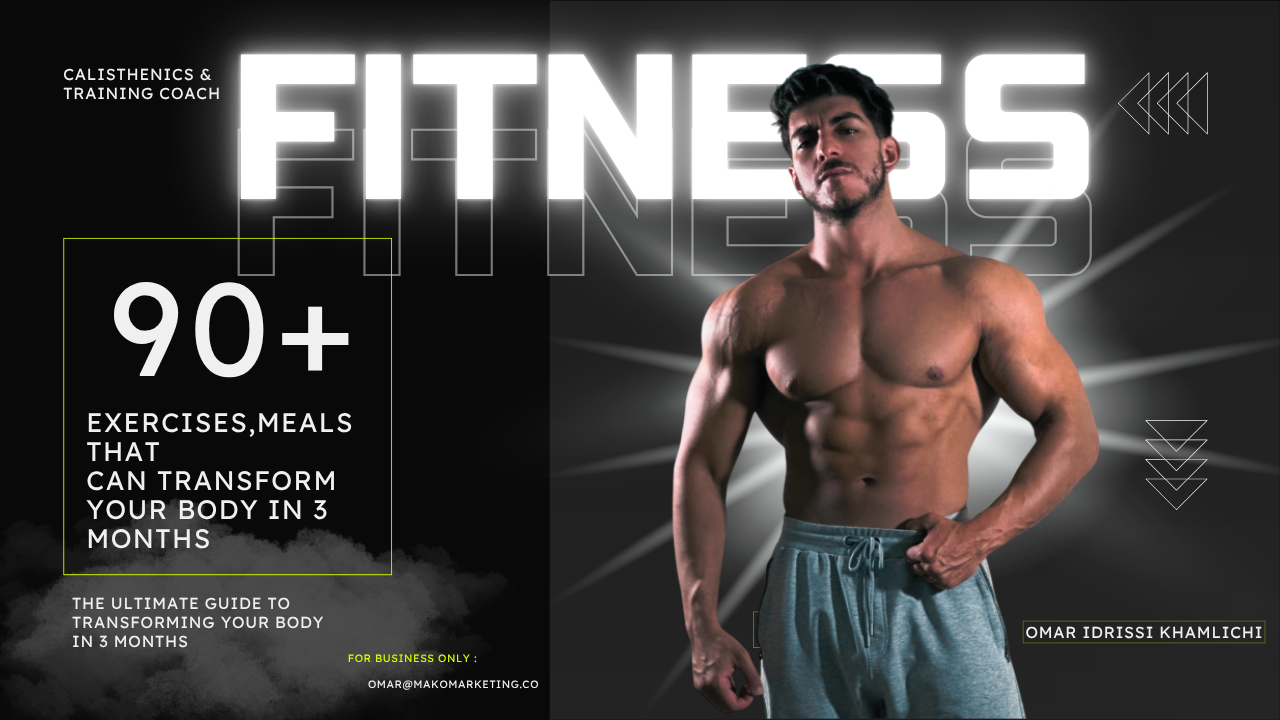 FITNESS
CALISTHENICS &
TRAINING COACH
FITNESS
90+
EXERCISES,MEALS
THAT
CAN TRANSFORM
YOUR BODY IN 3
MONTHS
THE ULTIMATE GUIDE TO
TRANSFORMING YOUR BODY
IN 3 MONTHS
FOR BUSINESS ONLY :
OMAR@MAKOMARKETING.CO
OMAR IDRISSI KHAMLICHI